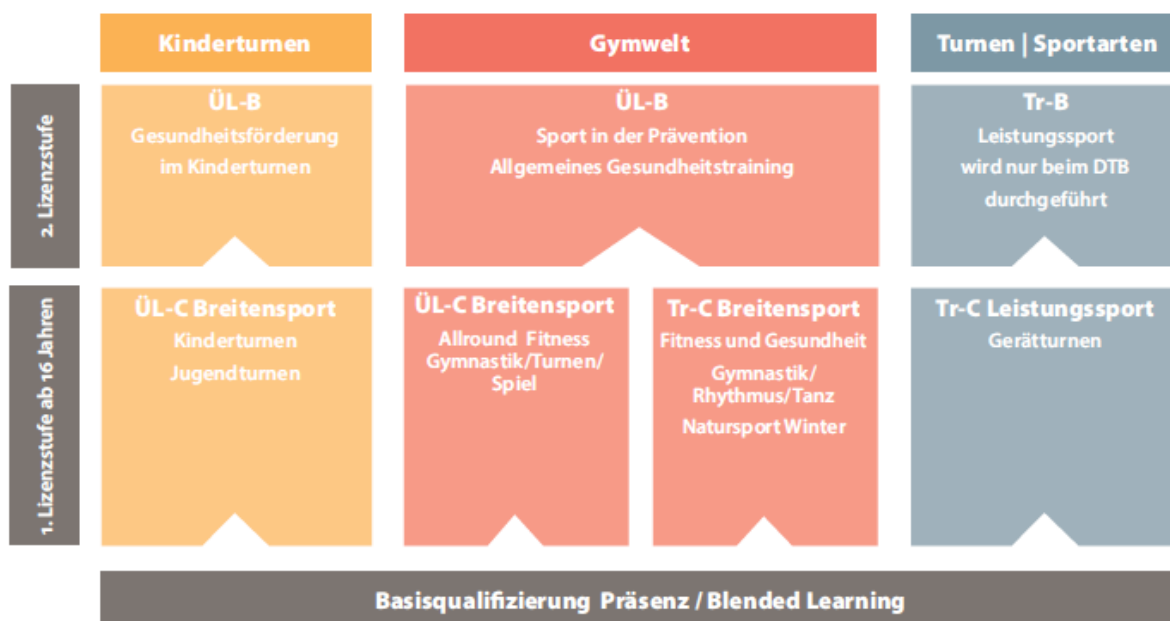 Kinderturnen
Gymwelt
Turnen | Sportarten
2. Lizenzstufe
ÜL-B
Gesundheitsförderung
im Kinderturnen
ÜL-B
Sport in der Prävention
Allgemeines Gesundheitstraining
Tr-B
Leistungssport
wird nur beim DTB
durchgeführt
1. Lizenzstufe ab 16 Jahren
ÜL-C Breitensport
Kinderturnen
Jugendturnen
ÜL-C Breitensport
Allround Fitness
Gymnastik/Turnen/
Spiel
Tr-C Breitensport
Fitness und Gesundheit
Gymnastik/
Rhythmus/Tanz
Natursport Winter
Tr-C Leistungssport
Gerätturnen
Basisqualifizierung Präsenz / Blended Learning